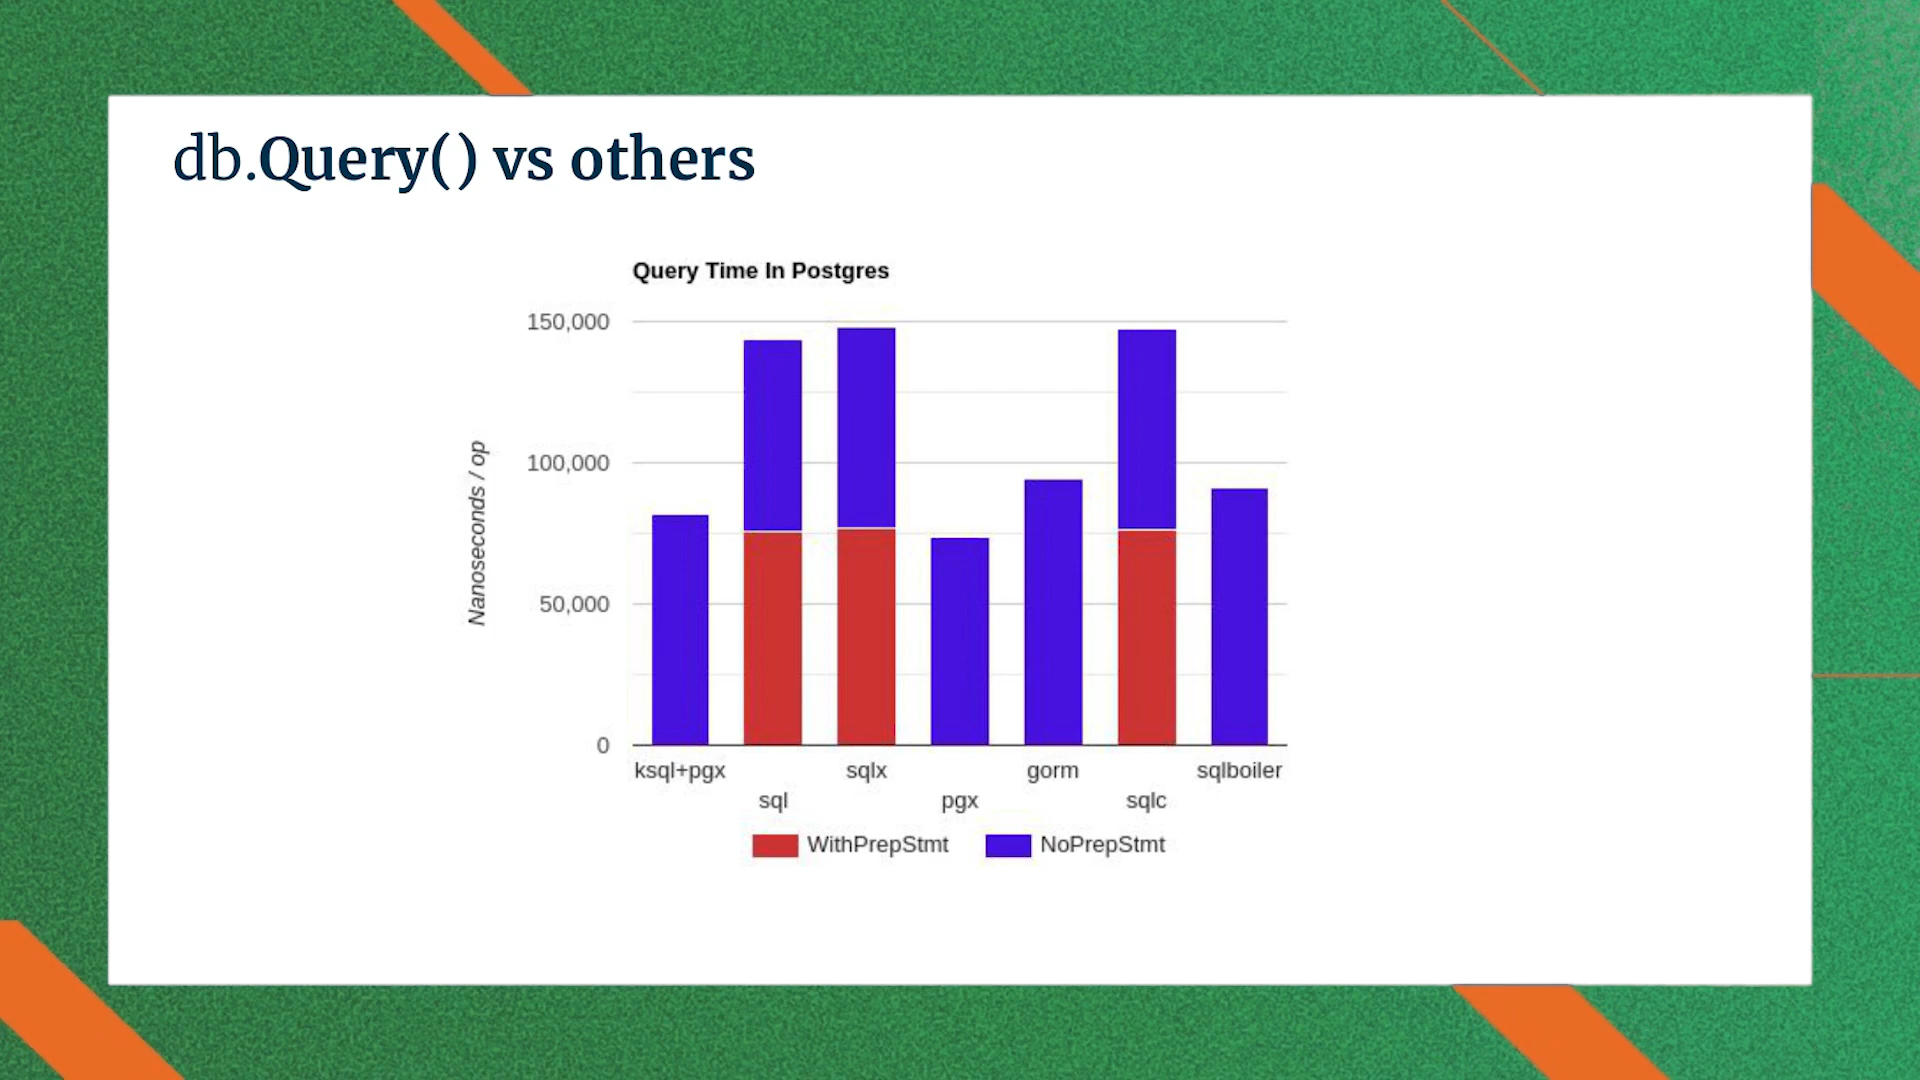 db.Query() vs others
Query Time In Postgres
150,000
100,000
50,000
0
Nanoseconds / op
ksql+pgx
sql
sqlx
pgx
gorm
sqlc
sqlboiler
WithPrepStmt
NoPrepStmt